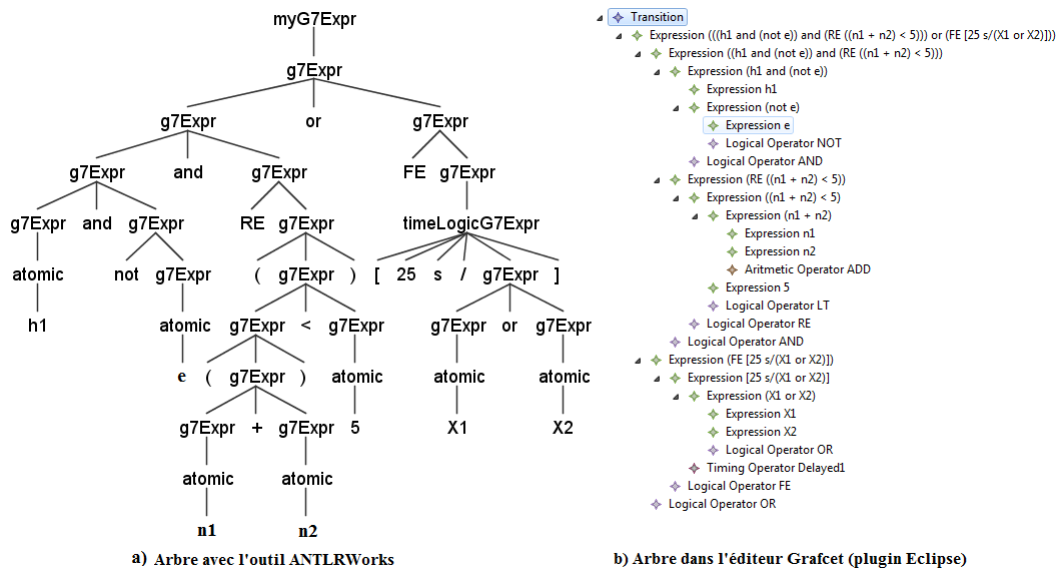 myG7Expr
g7Expr
g7Expr or g7Expr
g7Expr and g7Expr FE g7Expr
g7Expr and g7Expr RE g7Expr timeLogicG7Expr
atomic not g7Expr ( g7Expr ) [ 25 s / g7Expr ]
h1 atomic g7Expr < g7Expr g7Expr or g7Expr
e ( g7Expr ) atomic atomic atomic
g7Expr + g7Expr 5 X1 X2
atomic atomic
n1 n2
a) Arbre avec l'outil ANTLRWorks
Transition
Expression (((h1 and (not e)) and (RE ((n1 + n2) < 5))) or (FE [25 s/(X1 or X2)]))
Expression ((h1 and (not e)) and (RE ((n1 + n2) < 5)))
Expression (h1 and (not e))
Expression h1
Expression (not e)
Expression e
Logical Operator NOT
Logical Operator AND
Expression (RE ((n1 + n2) < 5))
Expression ((n1 + n2) < 5)
Expression (n1 + n2)
Expression n1
Expression n2
Aritmetic Operator ADD
Expression 5
Logical Operator LT
Logical Operator RE
Logical Operator AND
Expression (FE [25 s/(X1 or X2)])
Expression [25 s/(X1 or X2)]
Expression (X1 or X2)
Expression X1
Expression X2
Logical Operator OR
Timing Operator Delayed1
Logical Operator FE
Logical Operator OR
b) Arbre dans l'éditeur Grafcet (plugin Eclipse)